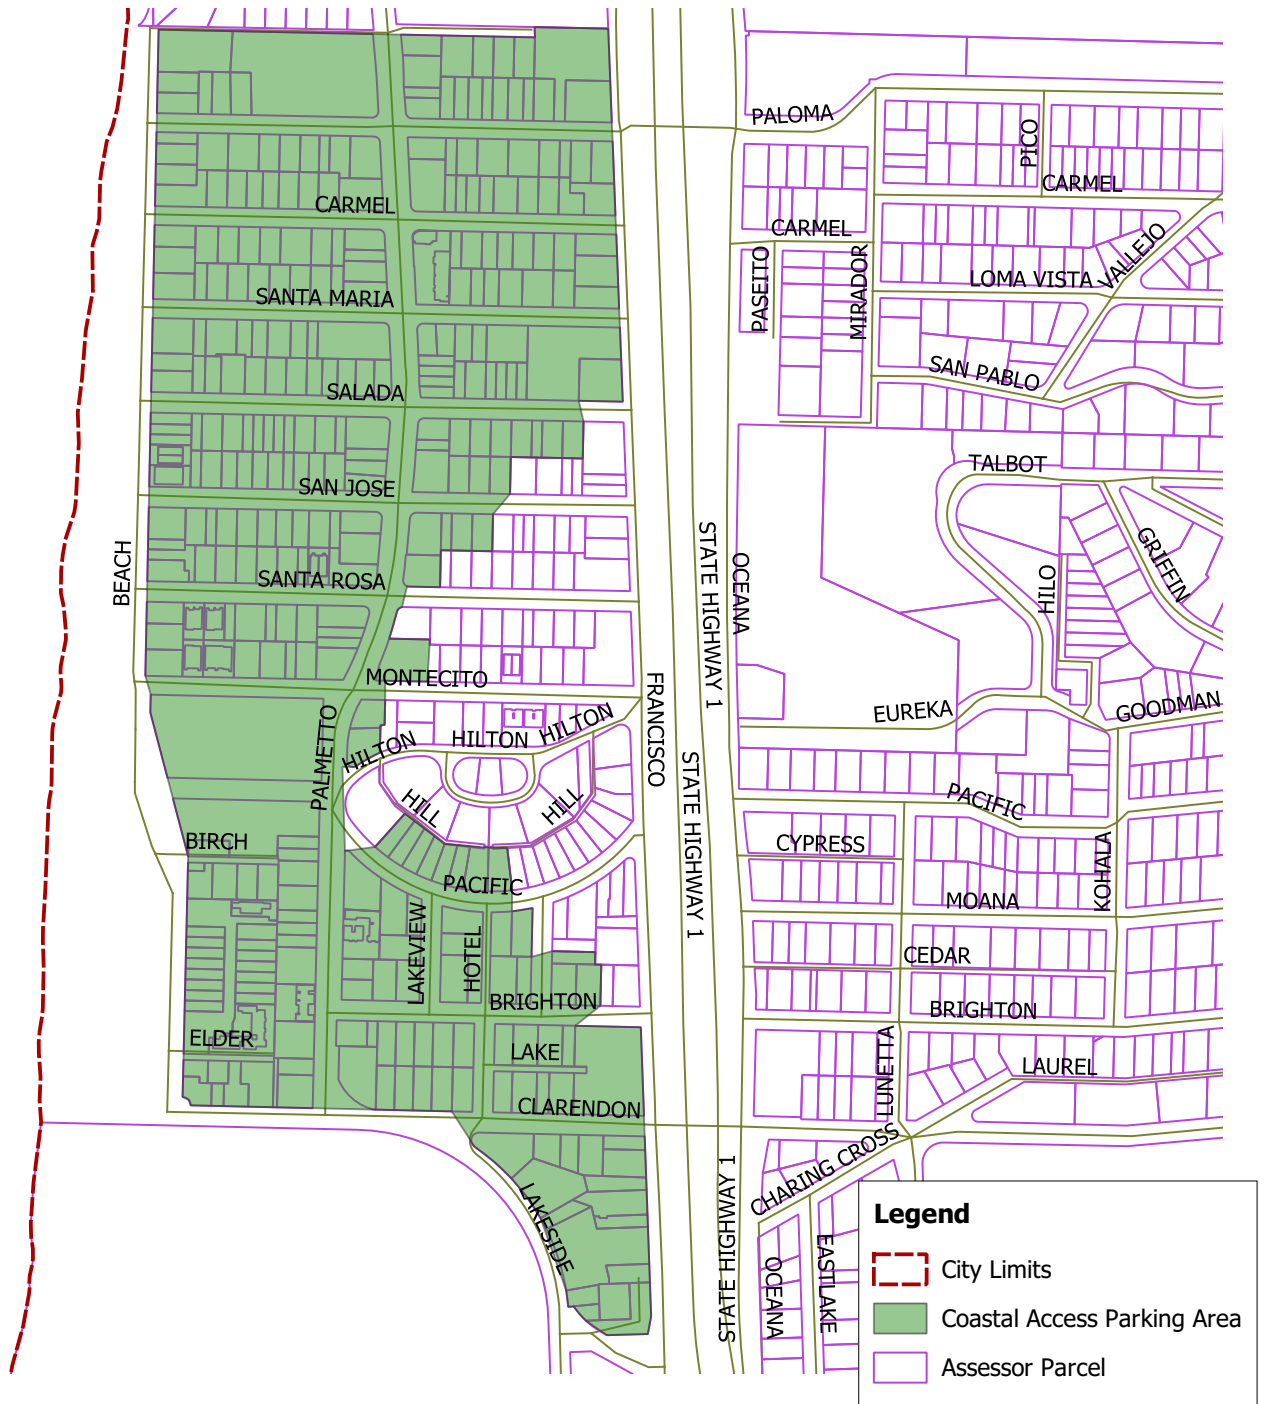 PALOMA
PICO
CARMEL
CARMEL
CARMEL
VALLEJO
PASEITO
MIRADOR
LOMA VISTA
SANTA MARIA
SAN PABLO
SALADA
TALBOT
SAN JOSE
STATE HIGHWAY 1
OCEANA
GRIFFIN
BEACH
HILO
SANTA ROSA
MONTECITO
FRANCISCO
EUREKA
GOODMAN
PALMETTO
HILTON
HILTON
HILTON
STATE HIGHWAY 1
HILL
HILL
PACIFIC
BIRCH
CYPRESS
KOHALA
PACIFIC
MOANA
LAKEVIEW
HOTEL
CEDAR
BRIGHTON
BRIGHTON
ELDER
LAKE
LUNETTA
LAUREL
CLARENDON
CHARING CROSS
STATE HIGHWAY 1
LAKESIDE
OCEANA
EASTLAKE
Legend
City Limits
Coastal Access Parking Area
Assessor Parcel